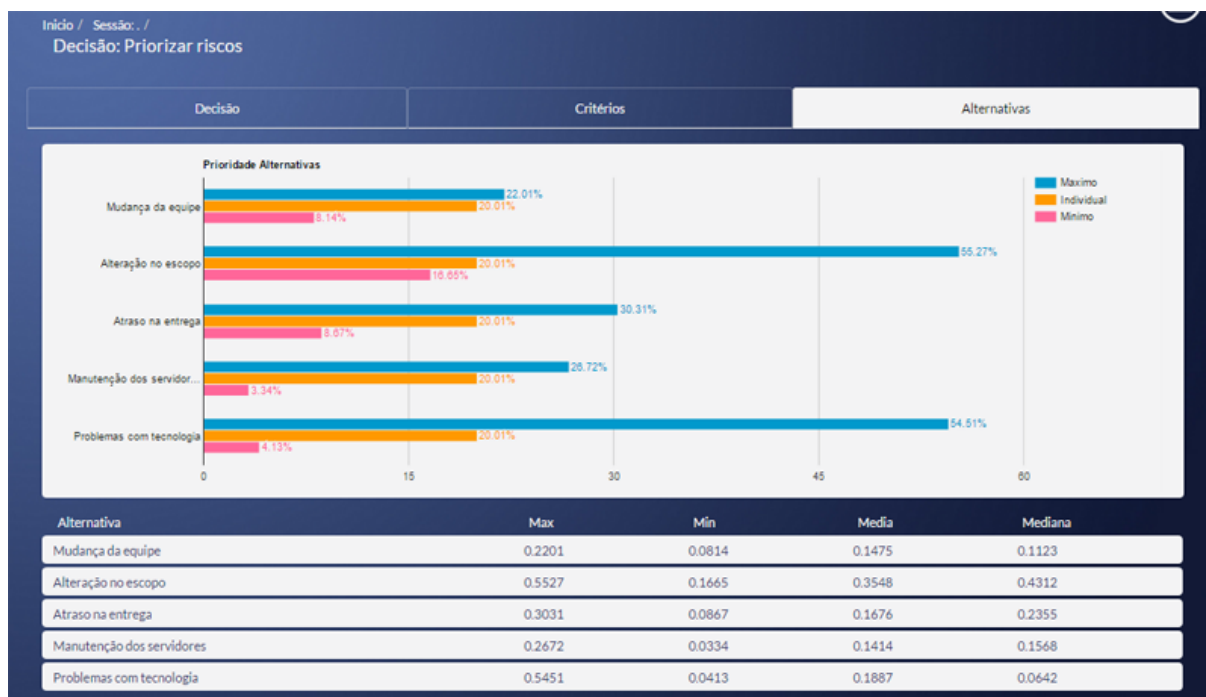 Inicio / Sessão: . /
Decisão: Priorizar riscos
Decisão Critérios Alternativas
Prioridade Alternativas
Maximo
Individual
Minimo
Mudança da equipe 22.01% 20.01% 8.14%
Alteração no escopo 55.27% 20.01% 16.65%
Atraso na entrega 30.31% 20.01% 8.67%
Manutenção dos servidor... 26.72% 20.01% 3.34%
Problemas com tecnologia 54.51% 20.01% 4.13%
0 15 30 45 60
Alternativa Max Min Media Mediana
Mudança da equipe 0.2201 0.0814 0.1475 0.1123
Alteração no escopo 0.5527 0.1665 0.3548 0.4312
Atraso na entrega 0.3031 0.0867 0.1676 0.2355
Manutenção dos servidores 0.2672 0.0334 0.1414 0.1568
Problemas com tecnologia 0.5451 0.0413 0.1887 0.0642